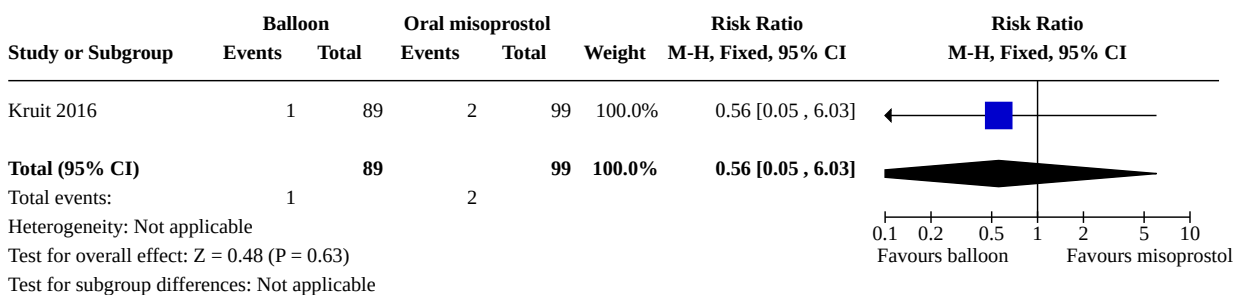 Balloon Oral misoprostol Risk Ratio Risk Ratio
Study or Subgroup Events Total Events Total Weight M-H, Fixed, 95% CI M-H, Fixed, 95% CI
Kruit 2016 1 89 2 99 100.0% 0.56 [0.05 , 6.03]
Total (95% CI) 89 99 100.0% 0.56 [0.05 , 6.03]
Total events: 1 2
Heterogeneity: Not applicable
0.1 0.2 0.5 1 2 5 10
Test for overall effect: Z = 0.48 (P = 0.63) Favours balloon Favours misoprostol
Test for subgroup differences: Not applicable